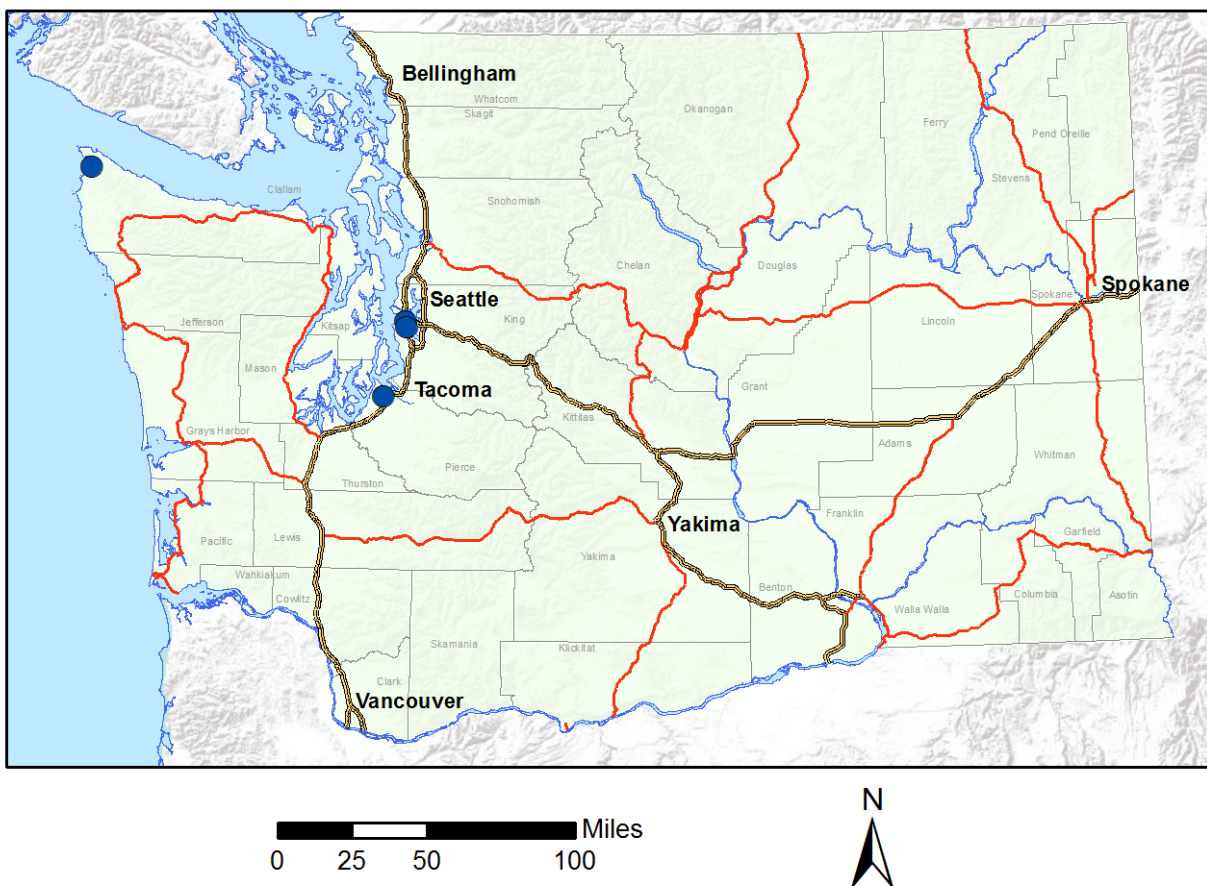 Bellingham
Whatcom
Skagit
Okanogan
Ferry
Pend Oreille
Stevens
Clallam
Snohomish
Chelan
Douglas
Seattle
King
Spokane
Spokane
Lincoln
Jefferson
Kitsap
Mason
Tacoma
Grant
Kittitas
Grays Harbor
Adams
Whitman
Pierce
Thurston
Franklin
Yakima
Garfield
Pacific
Lewis
Yakima
Wahkiakum
Benton
Cowlitz
Walla Walla
Columbia
Asotin
Skamania
Klickitat
Clark
Vancouver
N
Miles
0 25 50 100